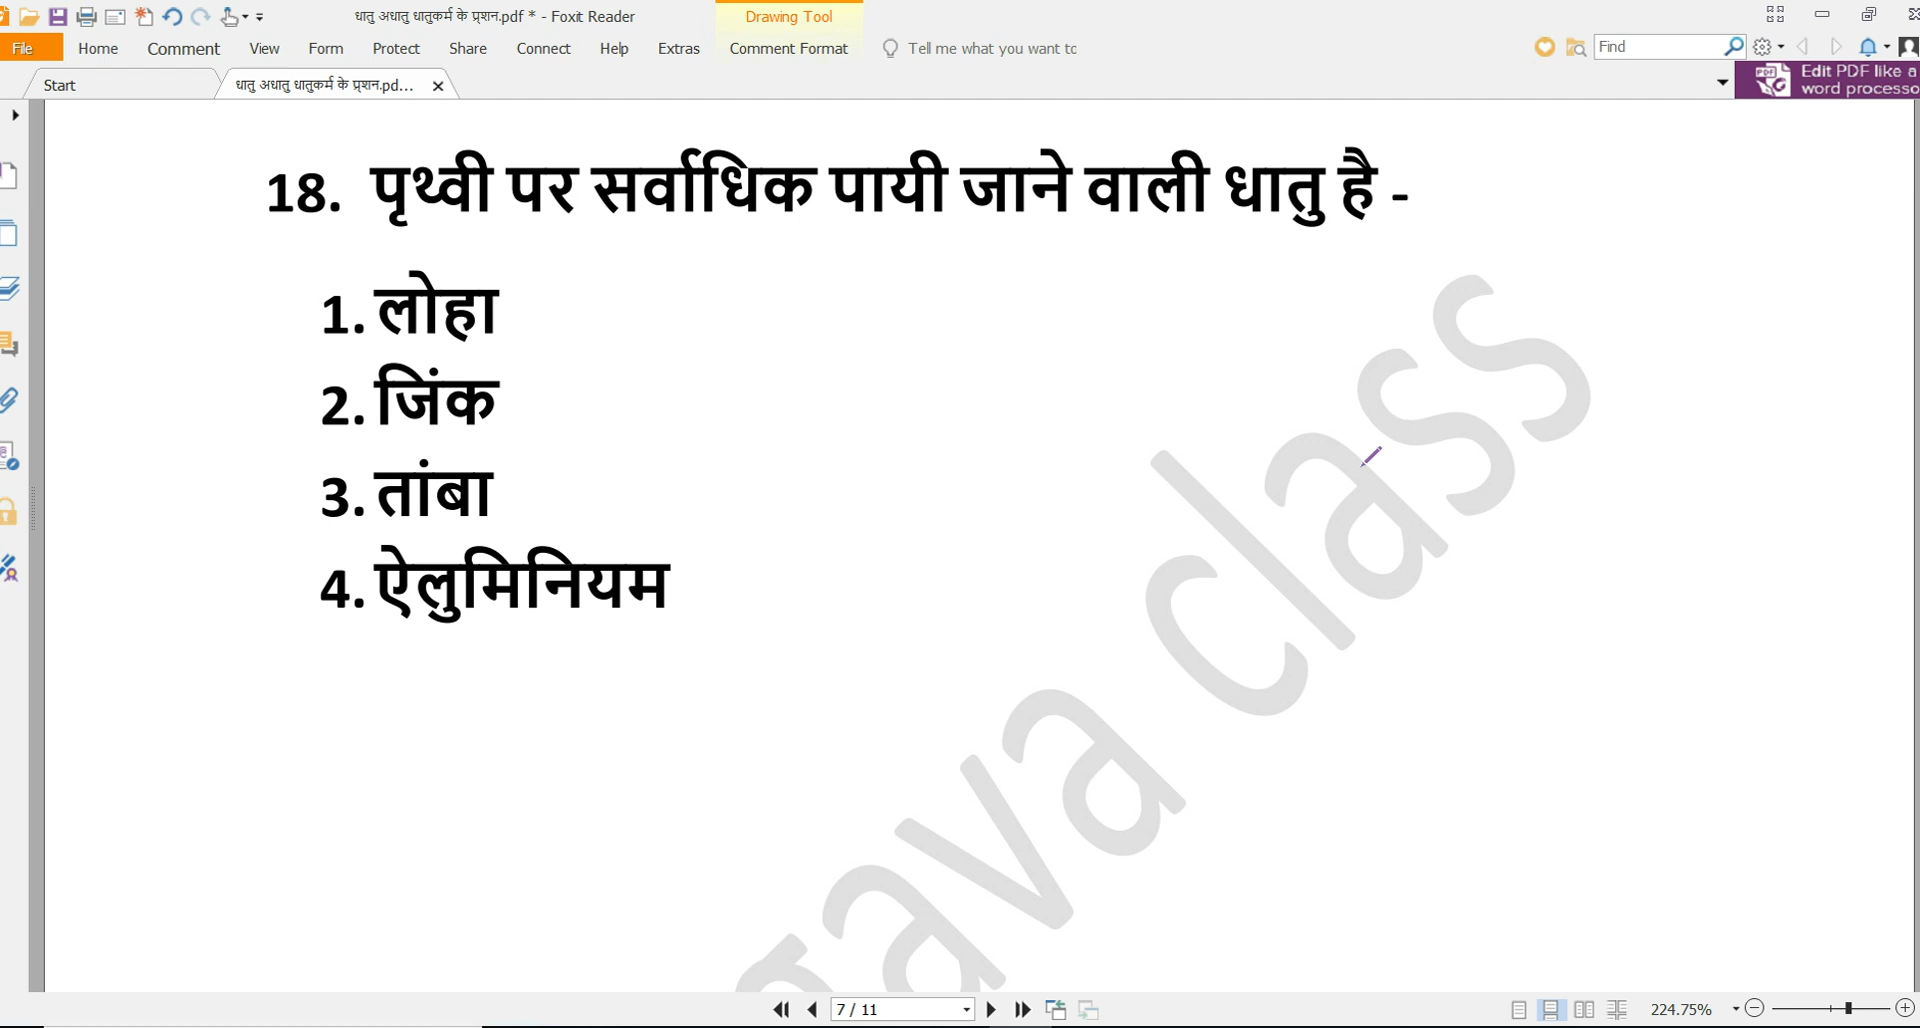 धातु अधातु धातुकर्म के प्रशन.pdf * - Foxit Reader
Drawing Tool
File Home Comment View Form Protect Share Connect Help Extras Comment Format Tell me what you want to
Find
Start
धातु अधातु धातुकर्म के प्रशन.pd...
Edit PDF like a
word processo
18. पृथ्वी पर सर्वाधिक पायी जाने वाली धातु है -
1. लोहा
2. जिंक
3. तांबा
4. ऐलुमिनियम
gava class
7 / 11
224.75%